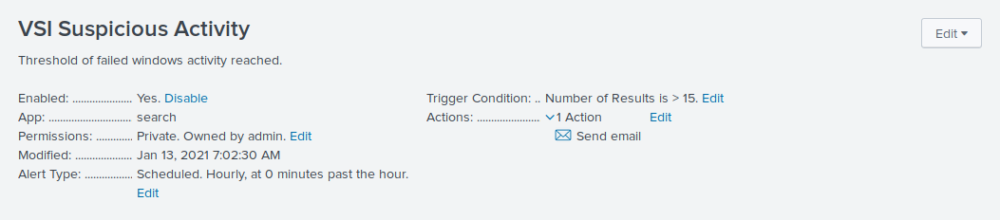 VSI Suspicious Activity
Edit
Threshold of failed windows activity reached.
Enabled: ..................... Yes. Disable
App: ............................. search
Permissions: ............. Private. Owned by admin. Edit
Modified: .................... Jan 13, 2021 7:02:30 AM
Alert Type: ................. Scheduled. Hourly, at 0 minutes past the hour.
Edit
Trigger Condition: .. Number of Results is > 15. Edit
Actions: ...................... 1 Action Edit
Send email